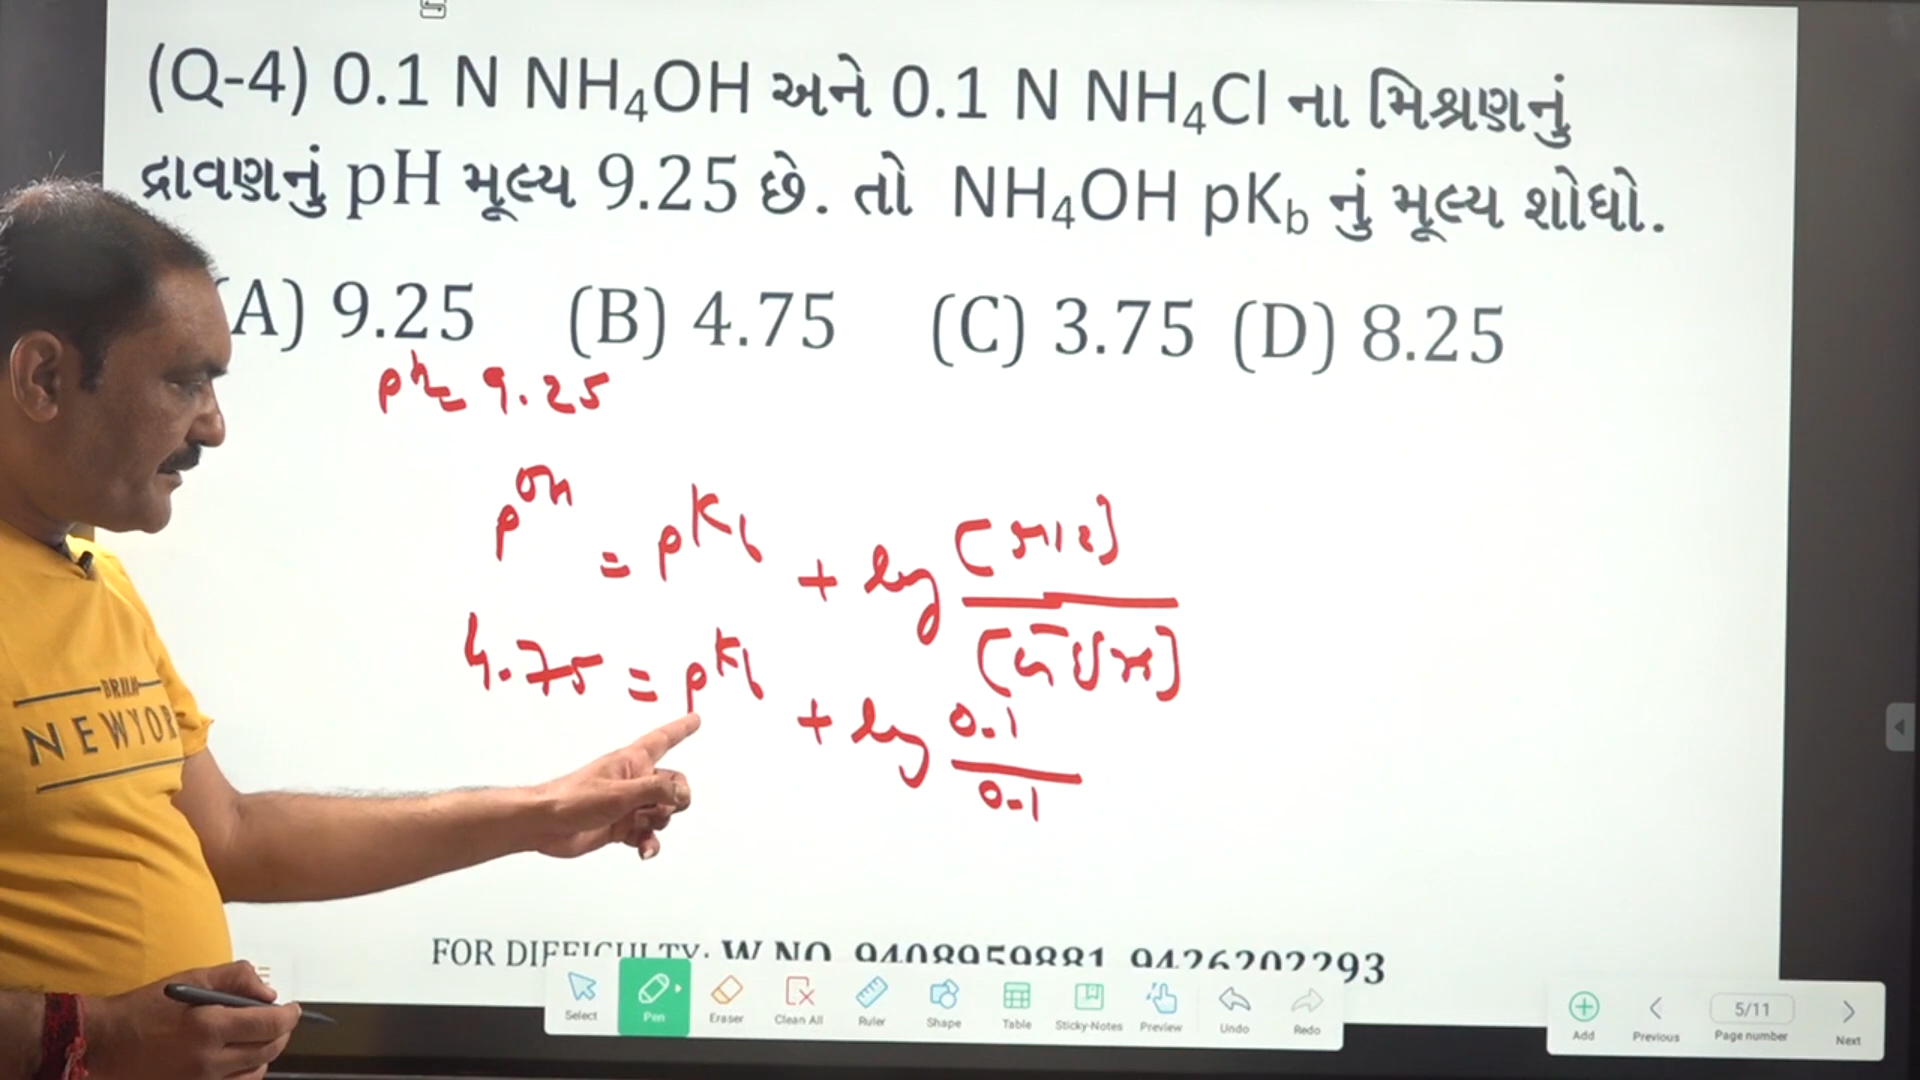 (Q-4) 0.1 N NH₄OH અને 0.1 N NH₄Cl ના મિશ્રણનું
દ્રાવણનું pH મૂલ્ય 9.25 છે. તો NH₄OH pK_b નું મૂલ્ય શોધો.
(A) 9.25 (B) 4.75 (C) 3.75 (D) 8.25
pH = 9.25
pOH = pKb + log [ક્ષાર]
4.75 = pKb + log 0.1
0.1
BRKLN
NEWYOR
FOR DIFFICULTY: W.NO. 9408959881, 9426202293
Select Pen Eraser Clean All Ruler Shape Table Sticky-Notes Preview Undo Redo
Add Previous 5/11 Page number Next